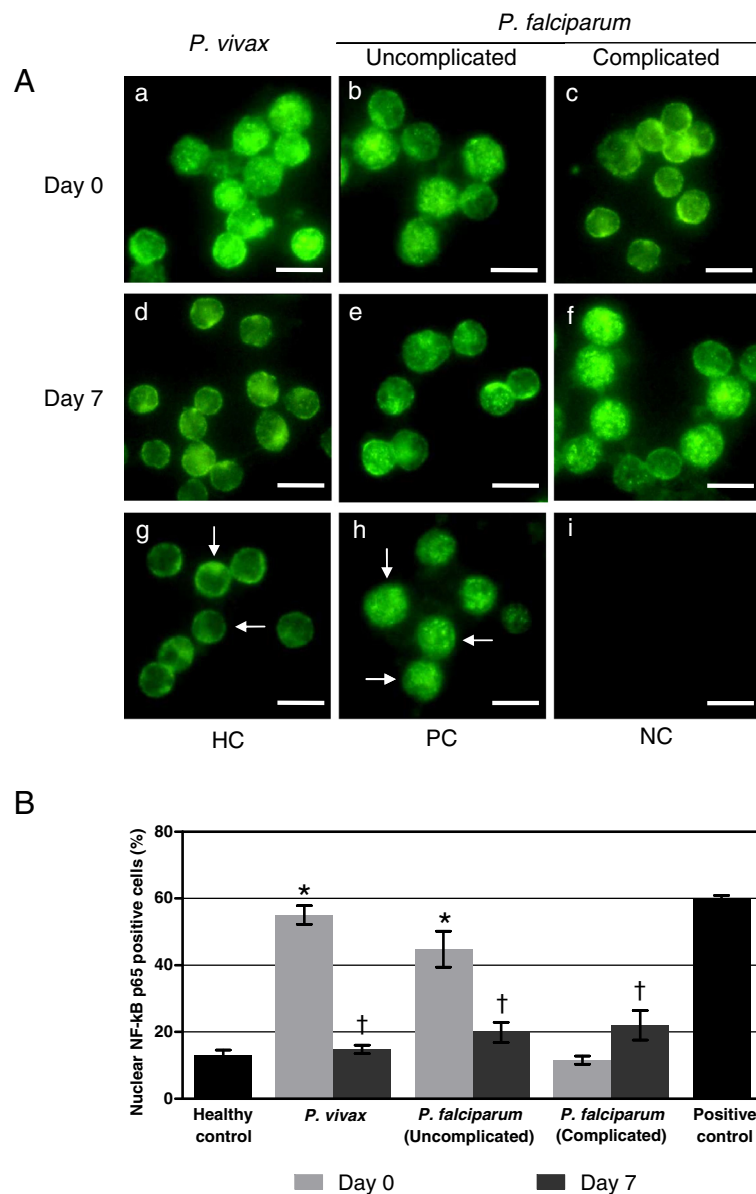 P. falciparum
P. vivax
Uncomplicated Complicated
A
a b c
Day 0
d e f
Day 7
g h i
HC PC NC
B
Nuclear NF-kB p65 positive cells (%)
80
60
40
20
0
* † * † †
Healthy control
P. vivax
P. falciparum (Uncomplicated)
P. falciparum (Complicated)
Positive control
Day 0 Day 7